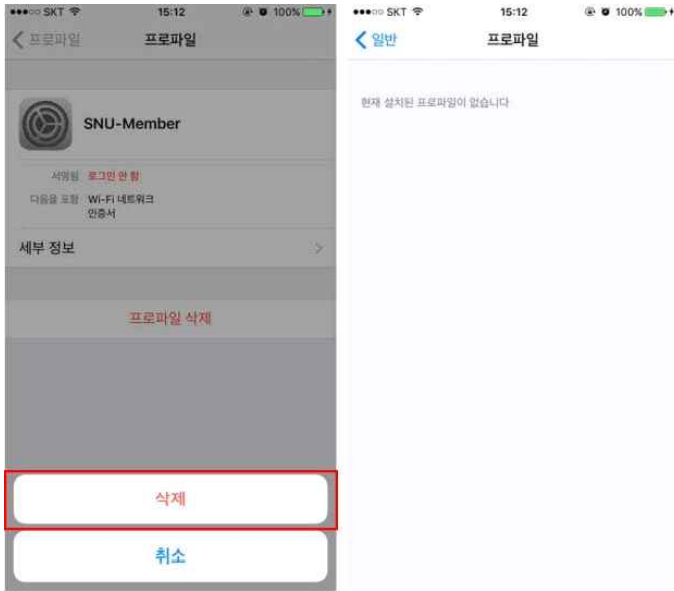 SKT 15:12 100%
프로파일 프로파일
SNU-Member
서명됨 로그인 안 함
다음을 포함 Wi-Fi 네트워크
인증서
세부 정보
프로파일 삭제
삭제
취소
SKT 15:12 100%
일반 프로파일
현재 설치된 프로파일이 없습니다